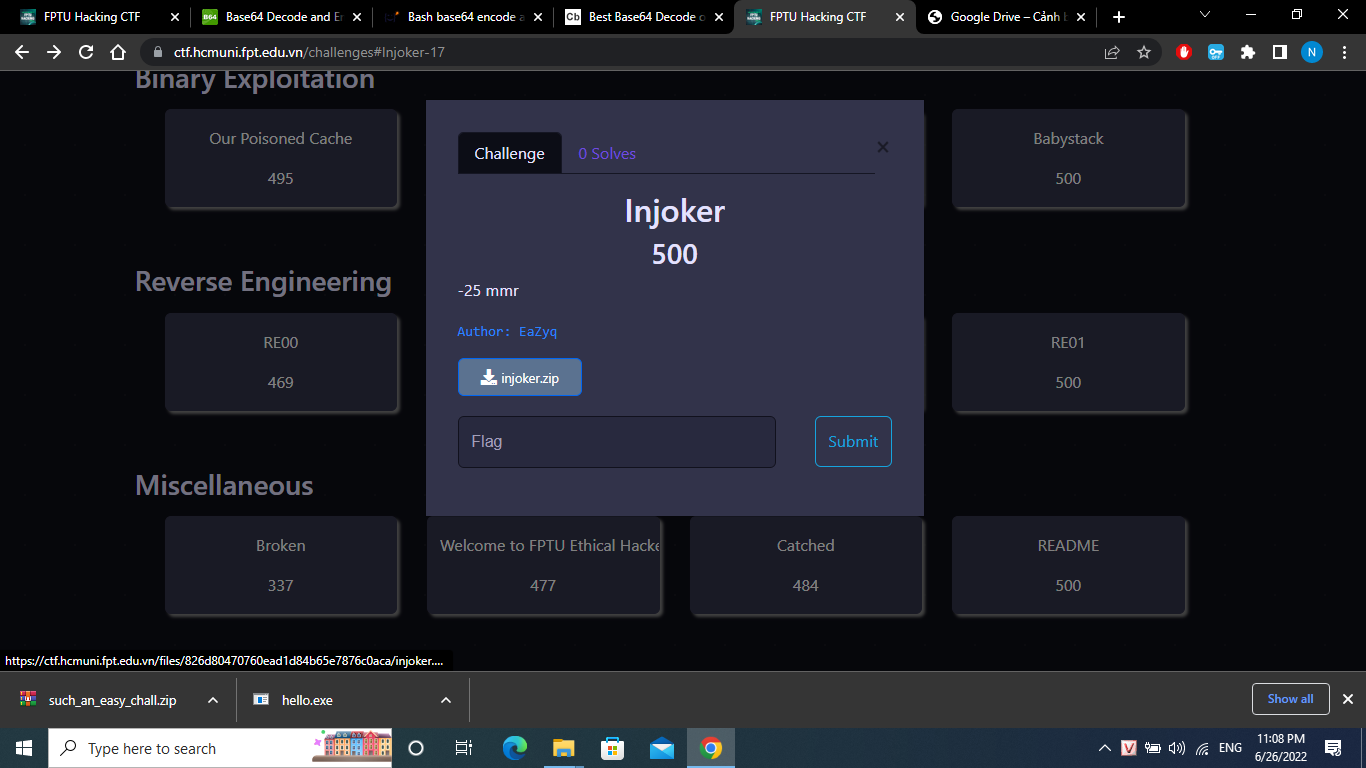 FPTU Hacking CTF
Base64 Decode and En
Bash base64 encode a
Best Base64 Decode o
FPTU Hacking CTF
Google Drive – Cảnh b
ctf.hcmuni.fpt.edu.vn/challenges#Injoker-17
N
Binary Exploitation
Our Poisoned Cache
495
Babystack
500
Challenge
0 Solves
×
Injoker
500
-25 mmr
Author: EaZyq
injoker.zip
Flag
Submit
Reverse Engineering
RE00
469
RE01
500
Miscellaneous
Broken
337
Welcome to FPTU Ethical Hacke
477
Catched
484
README
500
https://ctf.hcmuni.fpt.edu.vn/files/826d80470760ead1d84b65e7876c0aca/injoker....
such_an_easy_chall.zip
hello.exe
Show all
Type here to search
V
ENG
11:08 PM
6/26/2022